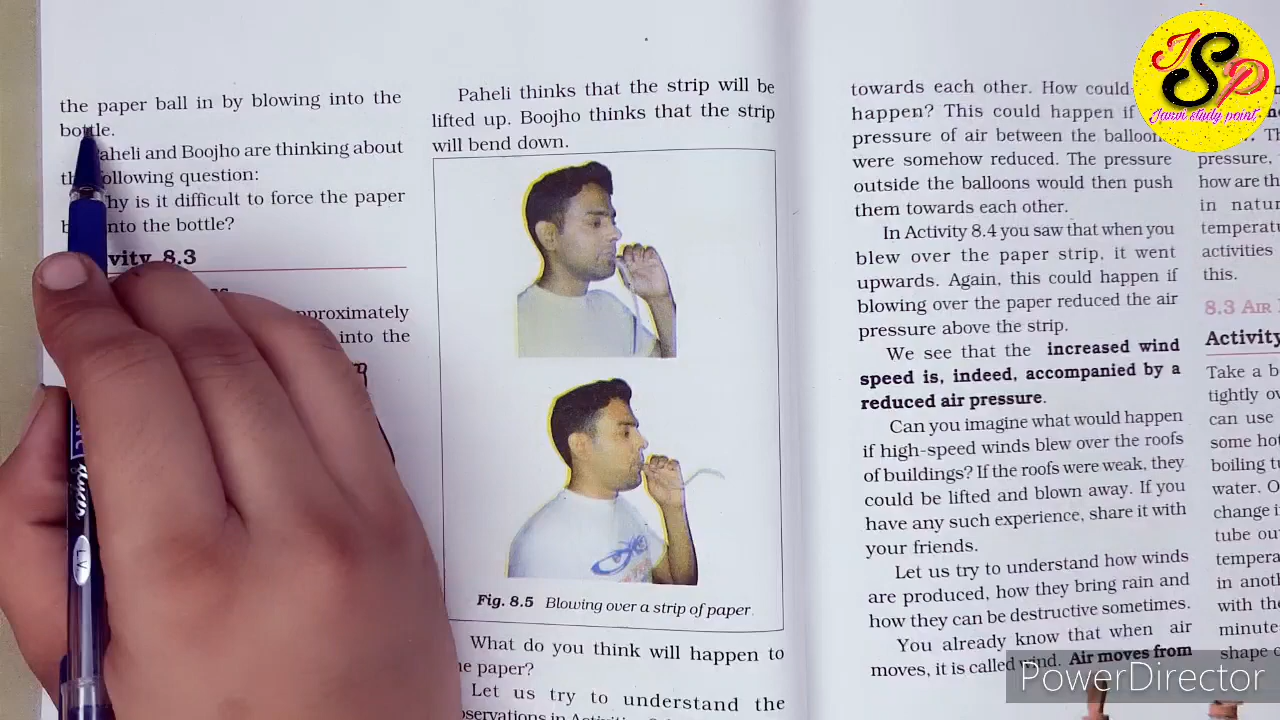 the paper ball in by blowing into the
bottle.
Paheli and Boojho are thinking about
following question:
is it difficult to force the paper
into the bottle?
8.3
approximately
into the
Paheli thinks that the strip will be
lifted up. Boojho thinks that the strip
will bend down.
Fig. 8.5 Blowing over a strip of paper.
What do you think will happen to
paper?
Let us try to understand the
towards each other. How could
happen? This could happen if
pressure of air between the
were somehow reduced. The pressure
outside the balloons would then push
them towards each other.
In Activity 8.4 you saw that when you
blew over the paper strip, it went
upwards. Again, this could happen if
blowing over the paper reduced the air
pressure above the strip.
We see that the increased wind
speed is, indeed, accompanied by a
reduced air pressure.
Can you imagine what would happen
if high-speed winds blew over the roofs
of buildings? If the roofs were weak, they
could be lifted and blown away. If you
have any such experience, share it with
your friends.
Let us try to understand how winds
are produced, how they bring rain and
how they can be destructive sometimes.
You already know that when air
moves, it is called wind. Air moves from
pressure,
how are th
in natur
temperatu
activities
this.
8.3 AIR
Activity
Take a b
tightly ov
can use
some ho
boiling tu
water. O
change i
tube ou
tempera
in anot
with the
minute
shape o
JSP
Janvi study point
LV
PowerDirector